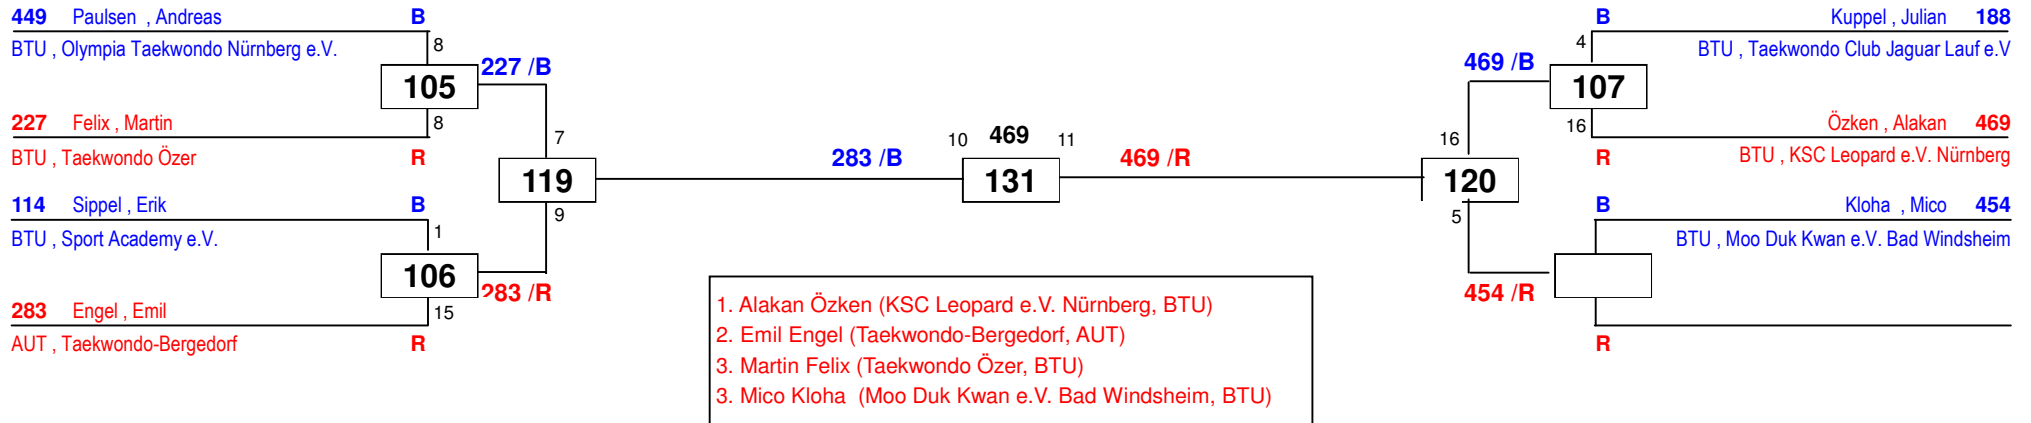 449 Paulsen , Andreas B
BTU , Olympia Taekwondo Nürnberg e.V.
8
105
227 /B
8
227 Felix , Martin
BTU , Taekwondo Özer R
7
119
9
114 Sippel , Erik B
BTU , Sport Academy e.V.
1
106
283 /R
15
283 Engel , Emil
AUT , Taekwondo-Bergedorf R
283 /B
10 469 11
131
469 /R
B Kuppel , Julian 188
4
BTU , Taekwondo Club Jaguar Lauf e.V
469 /B
107
16
Özken , Alakan 469
R BTU , KSC Leopard e.V. Nürnberg
16
120
5
B Kloha , Mico 454
BTU , Moo Duk Kwan e.V. Bad Windsheim
454 /R
R
1. Alakan Özken (KSC Leopard e.V. Nürnberg, BTU)
2. Emil Engel (Taekwondo-Bergedorf, AUT)
3. Martin Felix (Taekwondo Özer, BTU)
3. Mico Kloha (Moo Duk Kwan e.V. Bad Windsheim, BTU)